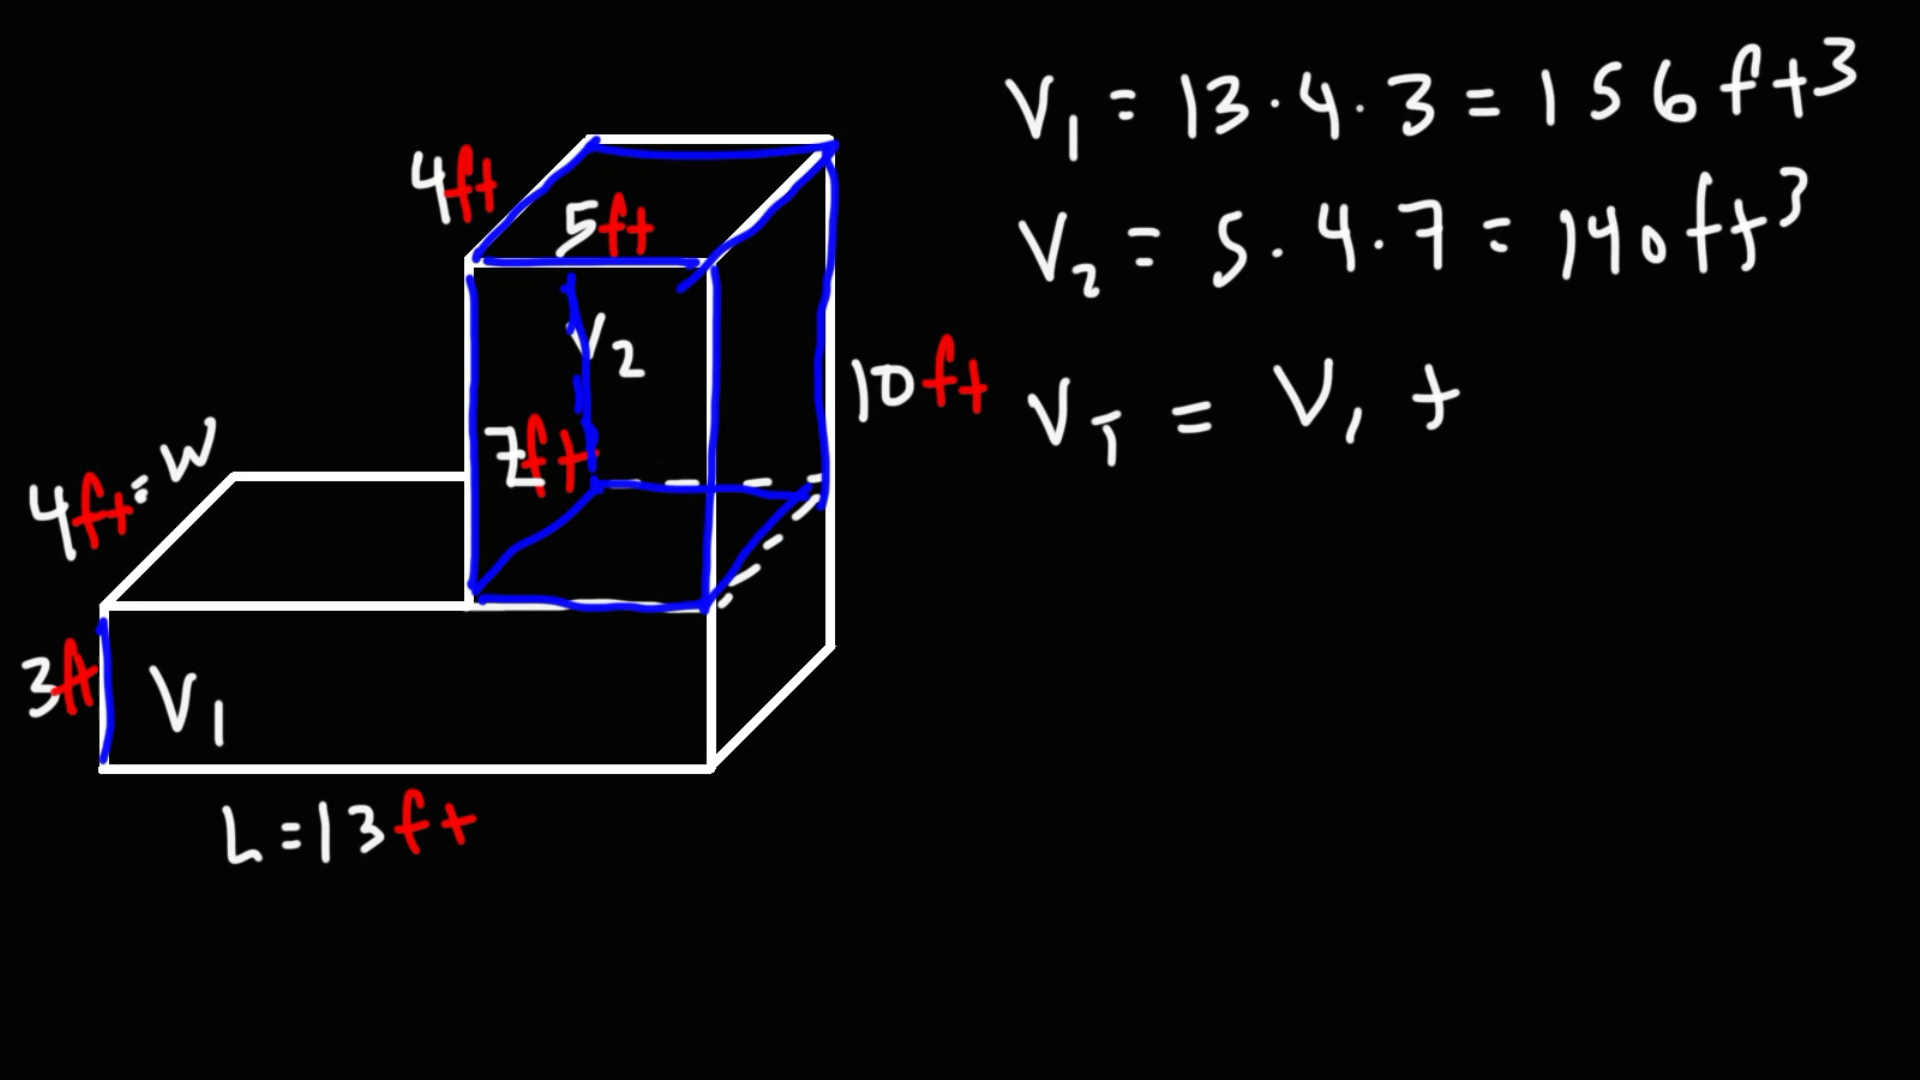 V₁ = 13 · 4 · 3 = 156 ft³
V₂ = 5 · 4 · 7 = 140 ft³
V_T = V₁ +
4ft
5ft
V₂
10ft
7ft
4ft = W
3ft
V₁
L = 13ft